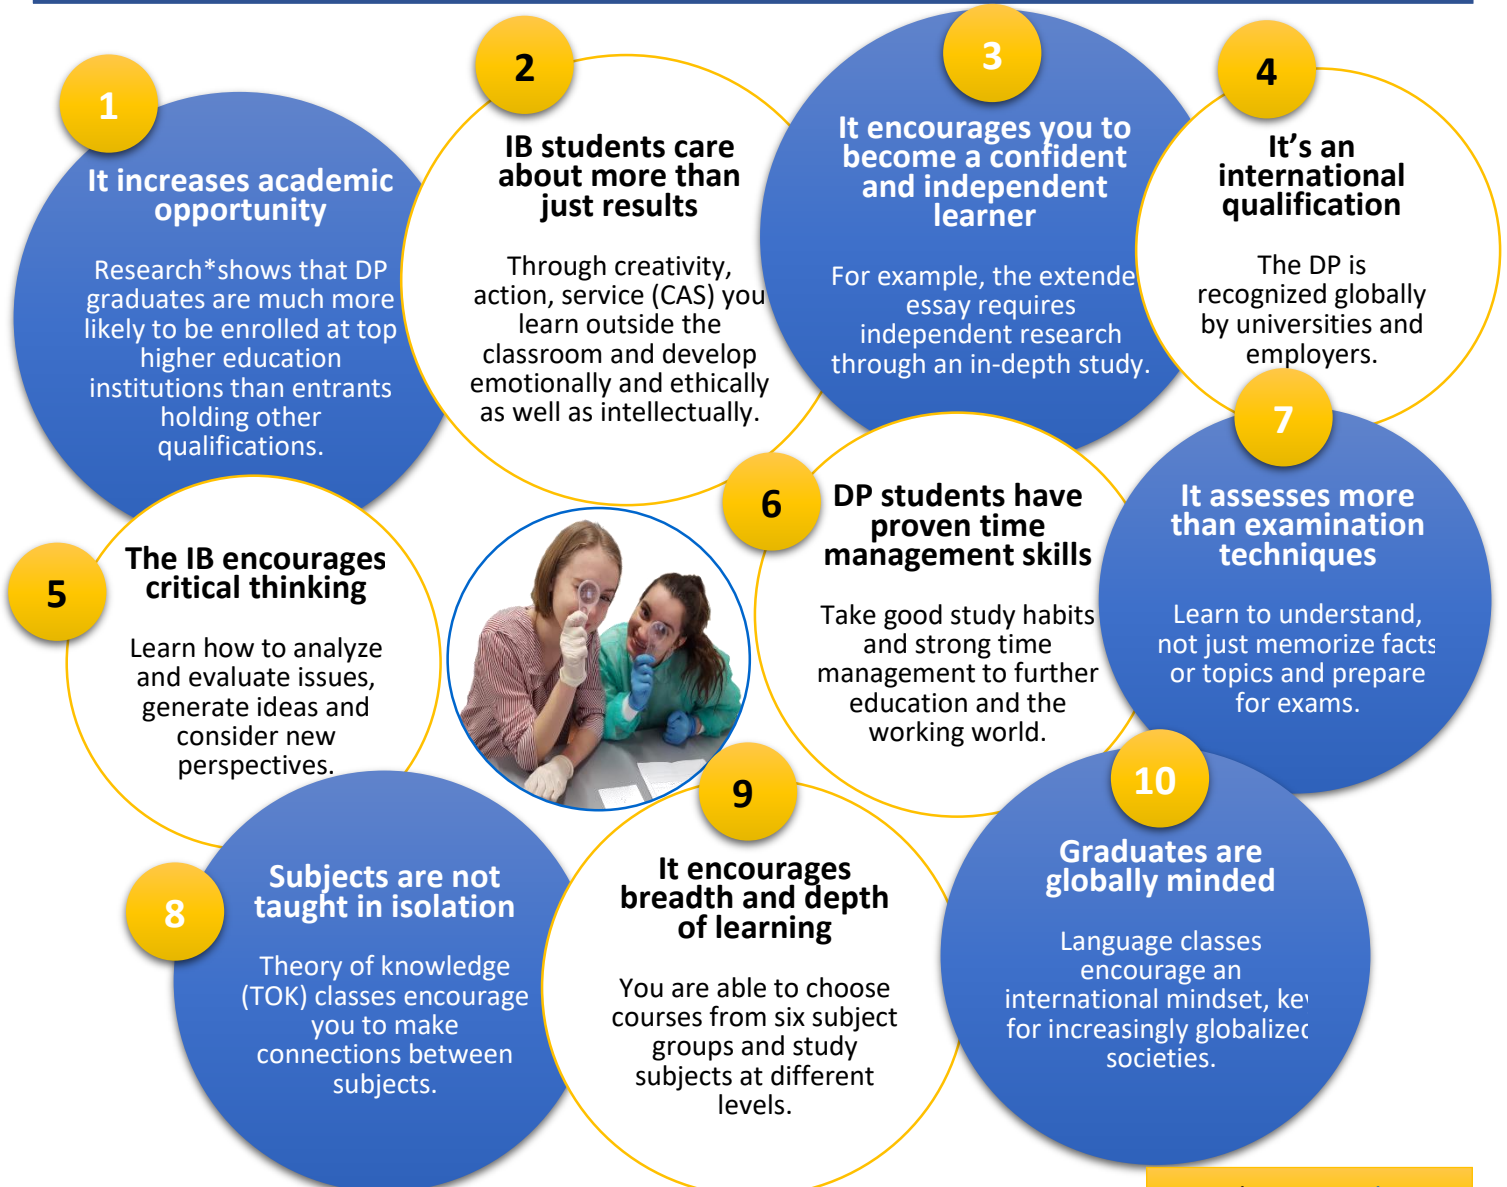 1
It increases academic
opportunity
Research*shows that DP
graduates are much more
likely to be enrolled at top
higher education
institutions than entrants
holding other
qualifications.
2
IB students care
about more than
just results
Through creativity,
action, service (CAS) you
learn outside the
classroom and develop
emotionally and ethically
as well as intellectually.
3
It encourages you to
become a confident
and independent
learner
For example, the extende
essay requires
independent research
through an in-depth study.
4
It's an
international
qualification
The DP is
recognized globally
by universities and
employers.
5
The IB encourages
critical thinking
Learn how to analyze
and evaluate issues,
generate ideas and
consider new
perspectives.
6
DP students have
proven time
management skills
Take good study habits
and strong time
management to further
education and the
working world.
7
It assesses more
than examination
techniques
Learn to understand,
not just memorize facts
or topics and prepare
for exams.
8
Subjects are not
taught in isolation
Theory of knowledge
(TOK) classes encourage
you to make
connections between
subjects.
9
It encourages
breadth and depth
of learning
You are able to choose
courses from six subject
groups and study
subjects at different
levels.
10
Graduates are
globally minded
Language classes
encourage an
international mindset, key
for increasingly globalized
societies.